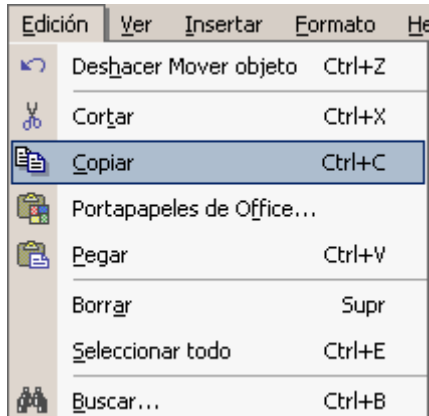 Edición Ver Insertar Formato He
Deshacer Mover objeto Ctrl+Z
Cortar Ctrl+X
Copiar Ctrl+C
Portapapeles de Office...
Pegar Ctrl+V
Borrar Supr
Seleccionar todo Ctrl+E
Buscar... Ctrl+B